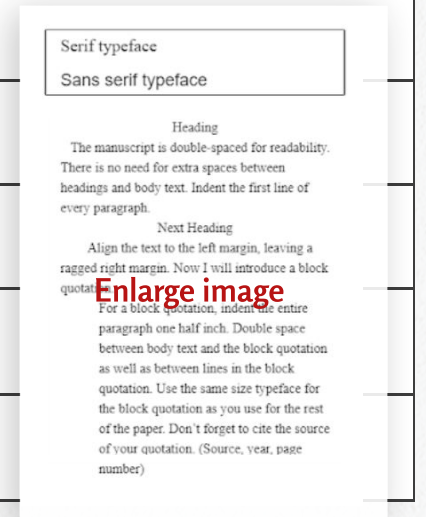 Serif typeface
Sans serif typeface
Heading
The manuscript is double-spaced for readability.
There is no need for extra spaces between
headings and body text. Indent the first line of
every paragraph.
Next Heading
Align the text to the left margin, leaving a
ragged right margin. Now I will introduce a block
quotation.
Enlarge image
For a block quotation, indent the entire
paragraph one half inch. Double space
between body text and the block quotation
as well as between lines in the block
quotation. Use the same size typeface for
the block quotation as you use for the rest
of the paper. Don't forget to cite the source
of your quotation. (Source, year, page
number)